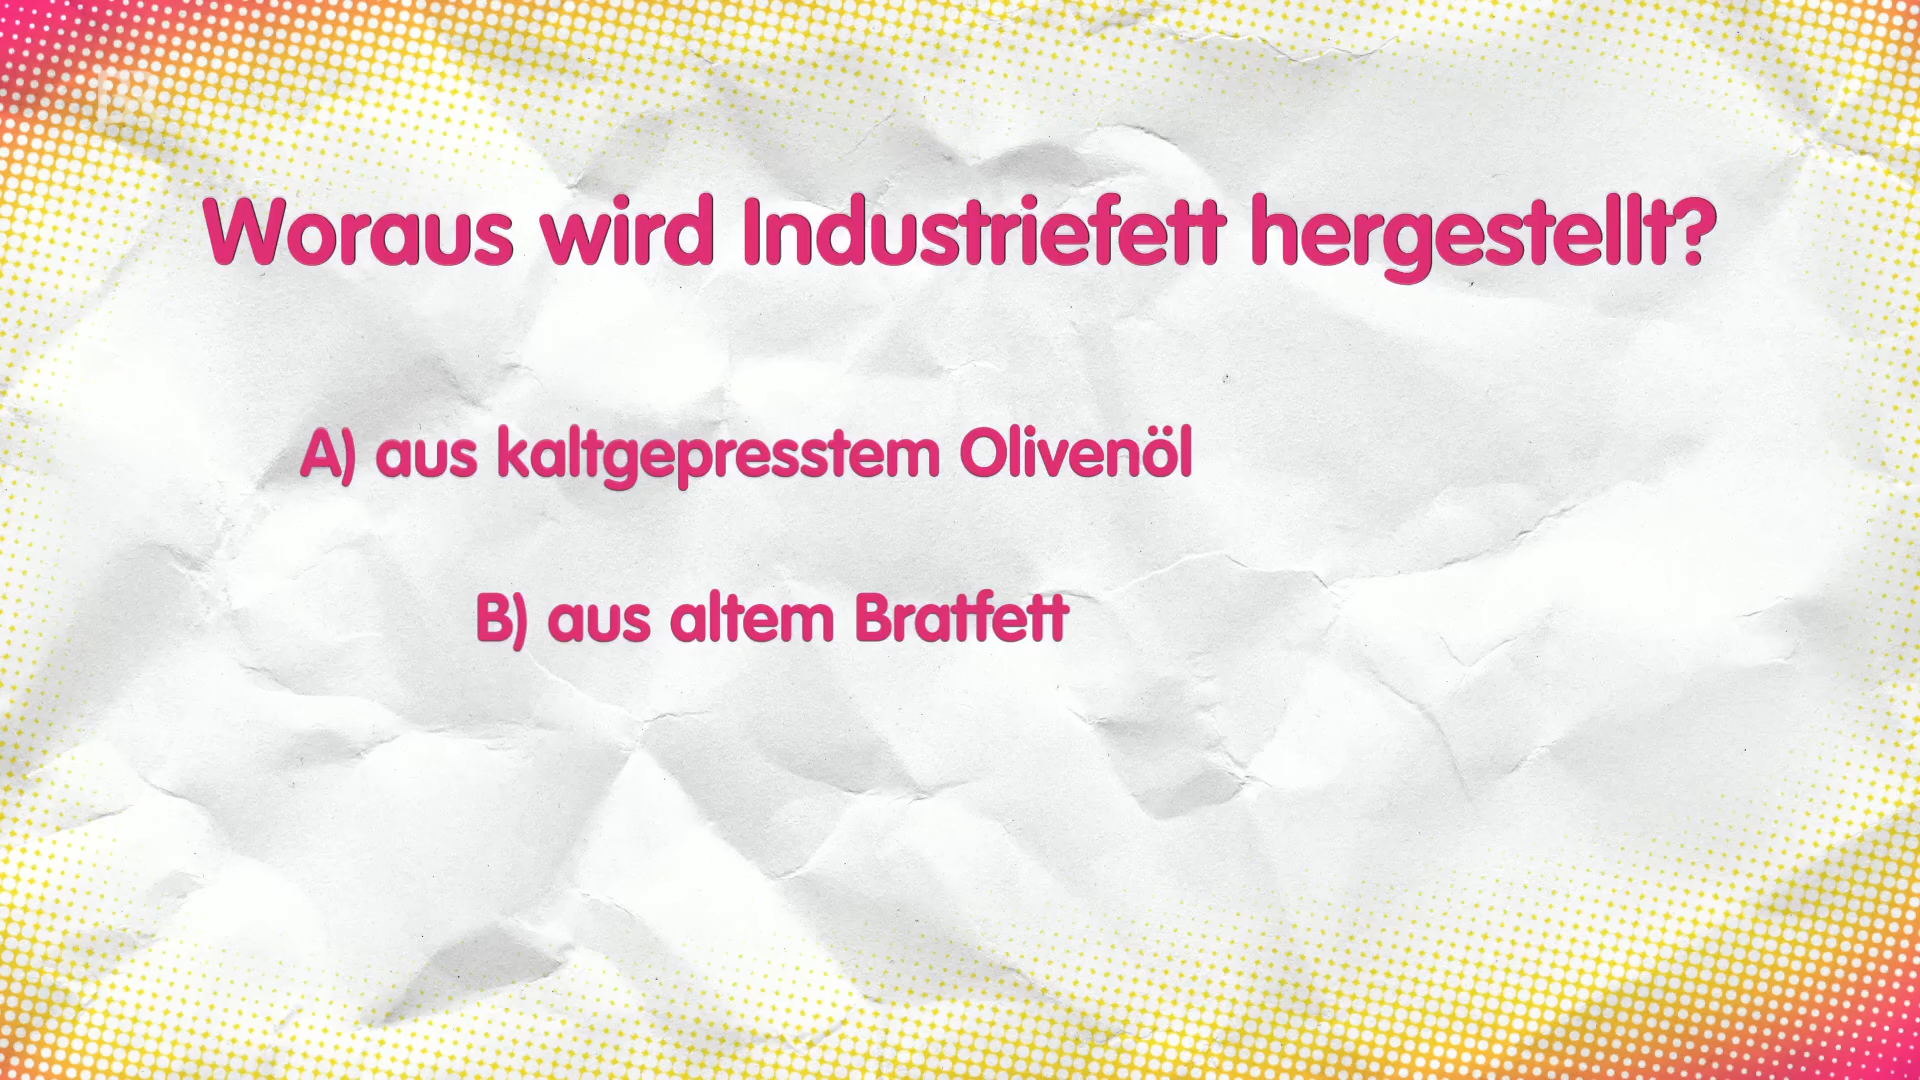 Woraus wird Industriefett hergestellt?
A) aus kaltgepresstem Olivenöl
B) aus altem Bratfett